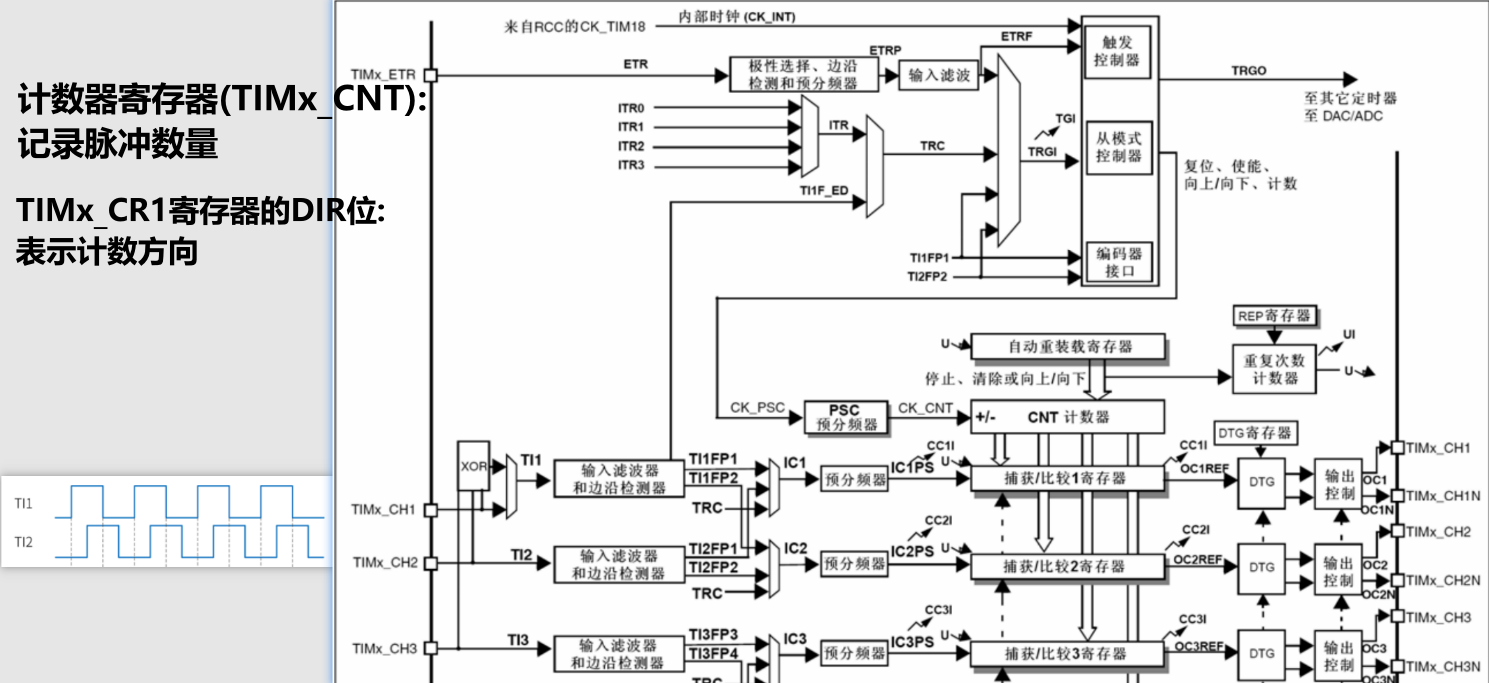 计数器寄存器(TIMx_CNT):
记录脉冲数量
TIMx_CR1寄存器的DIR位:
表示计数方向
TI1
TI2
内部时钟 (CK_INT)
来自RCC的CK_TIM18
ETRF
触发
控制器
TIMx_ETR
ETR
极性选择、边沿
检测和预分频器
ETRP
输入滤波
TRGO
至其它定时器
至 DAC/ADC
ITR0
ITR1
ITR2
ITR3
ITR
TRC
TI1F_ED
TGI
TRGI
从模式
控制器
复位、使能、
向上/向下、计数
TI1FP1
TI2FP2
编码器
接口
REP寄存器
U
自动重装载寄存器
UI
重复次数
计数器
U
停止、清除或向上/向下
CK_PSC
PSC
预分频器
CK_CNT
+/-
CNT 计数器
DTG寄存器
XOR
TI1
输入滤波器
和边沿检测器
TI1FP1
TI1FP2
TRC
IC1
预分频器
IC1PS
CC1I
U
捕获/比较1寄存器
CC1I
OC1REF
DTG
输出
控制
OC1
OC1N
TIMx_CH1
TIMx_CH1N
TIMx_CH1
TIMx_CH2
TI2
输入滤波器
和边沿检测器
TI2FP1
TI2FP2
TRC
IC2
预分频器
IC2PS
CC2I
U
捕获/比较2寄存器
CC2I
OC2REF
DTG
输出
控制
OC2
OC2N
TIMx_CH2
TIMx_CH2N
TIMx_CH3
TI3
输入滤波器
和边沿检测器
TI3FP3
TI3FP4
TRC
IC3
预分频器
IC3PS
CC3I
U
捕获/比较3寄存器
CC3I
OC3REF
DTG
输出
控制
OC3
OC3N
TIMx_CH3
TIMx_CH3N